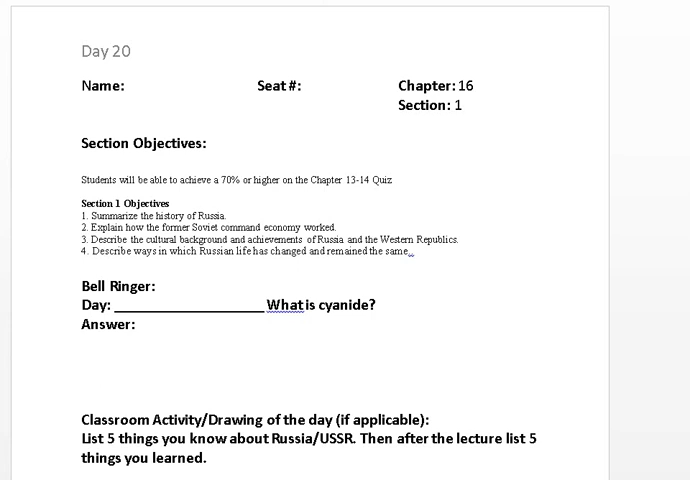 Day 20
Name: Seat #: Chapter: 16
Section: 1
Section Objectives:
Students will be able to achieve a 70% or higher on the Chapter 13-14 Quiz
Section 1 Objectives
1. Summarize the history of Russia.
2. Explain how the former Soviet command economy worked.
3. Describe the cultural background and achievements of Russia and the Western Republics.
4. Describe ways in which Russian life has changed and remained the same..
Bell Ringer:
Day: ____________________ What is cyanide?
Answer:
Classroom Activity/Drawing of the day (if applicable):
List 5 things you know about Russia/USSR. Then after the lecture list 5
things you learned.